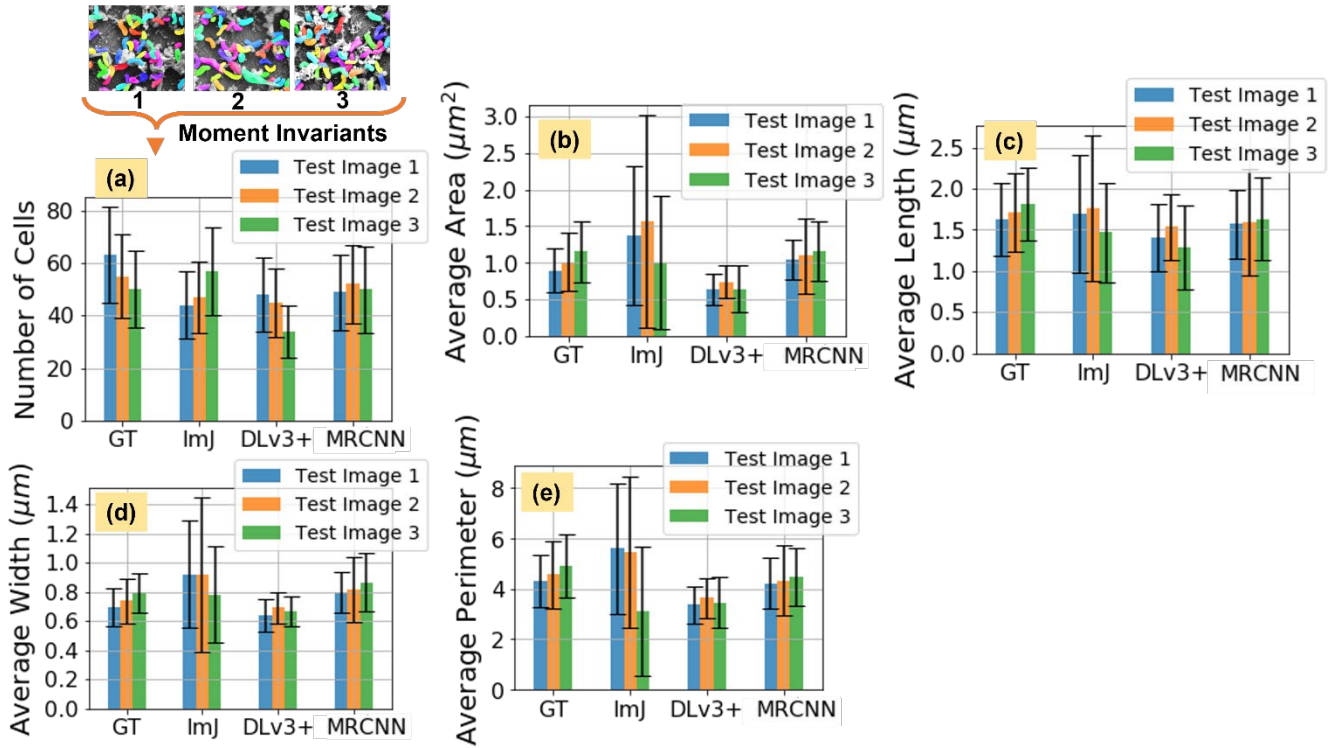 1 2 3
Moment Invariants
(a)
Test Image 1
Test Image 2
Test Image 3
Number of Cells
80
60
40
20
0
GT ImJ DLv3+ MRCNN
(b)
Test Image 1
Test Image 2
Test Image 3
Average Area (μm²)
3.0
2.5
2.0
1.5
1.0
0.5
0.0
GT ImJ DLv3+ MRCNN
(c)
Test Image 1
Test Image 2
Test Image 3
Average Length (μm)
2.5
2.0
1.5
1.0
0.5
0.0
GT ImJ DLv3+ MRCNN
(d)
Test Image 1
Test Image 2
Test Image 3
Average Width (μm)
1.4
1.2
1.0
0.8
0.6
0.4
0.2
0.0
GT ImJ DLv3+ MRCNN
(e)
Test Image 1
Test Image 2
Test Image 3
Average Perimeter (μm)
8
6
4
2
0
GT ImJ DLv3+ MRCNN